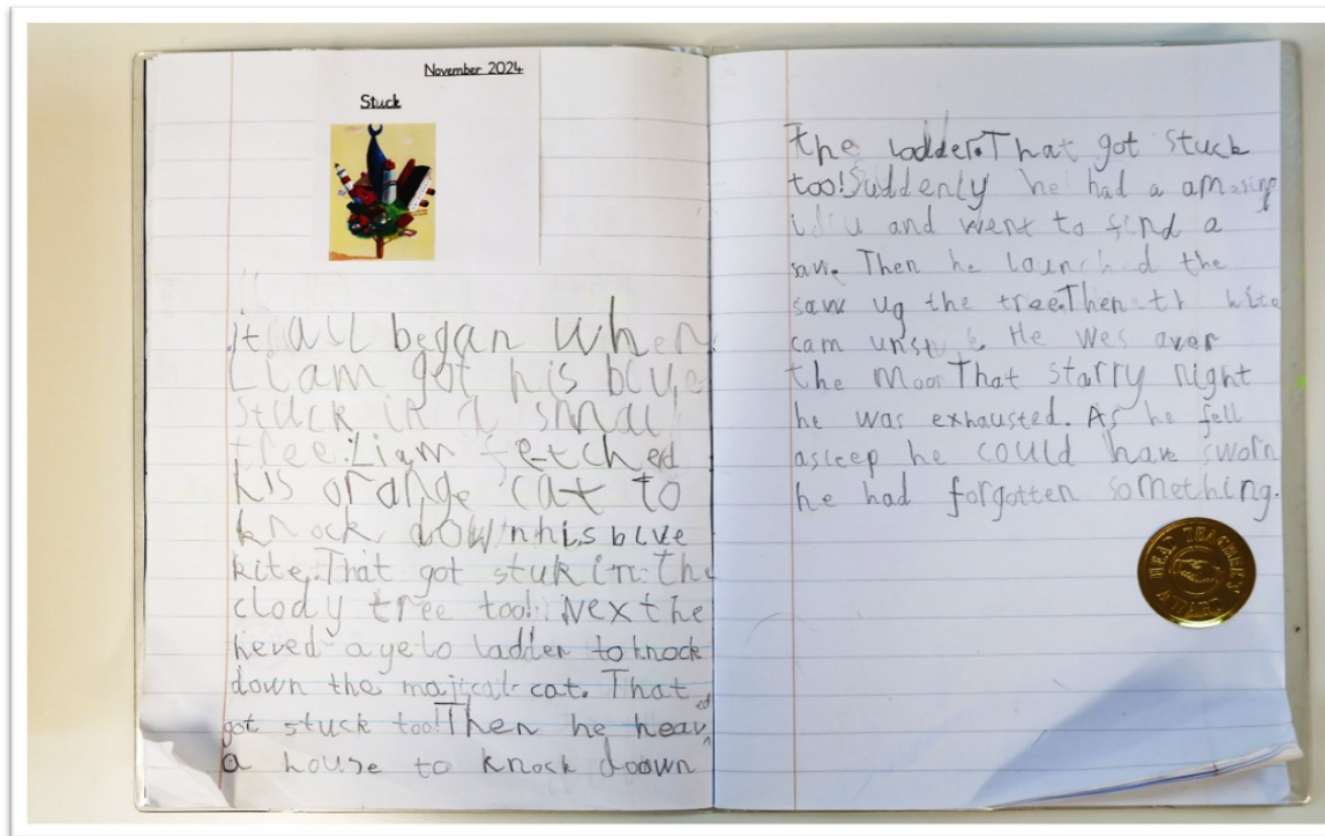 November 2024
Stuck
It all began when
Liam got his blue
stuck in a small
tree. Liam fetched
his orange cat to
knock down his blue
kite. That got stuk in the
clody tree too! Next he
heved a yelo ladder to knock
down the majical cat. That
got stuck too! Then he heaved
a house to knock doown
the ladder. That got stuck
too! Suddenly he had a amasing
and went to find a
saw. Then he launched the
saw up the tree. Then th kite
cam unstuck. He wes over
the moon. That starry night
he was exhausted. As he fell
asleep he could have sworn
he had forgotten something.
HEAD TEACHER'S AWARD